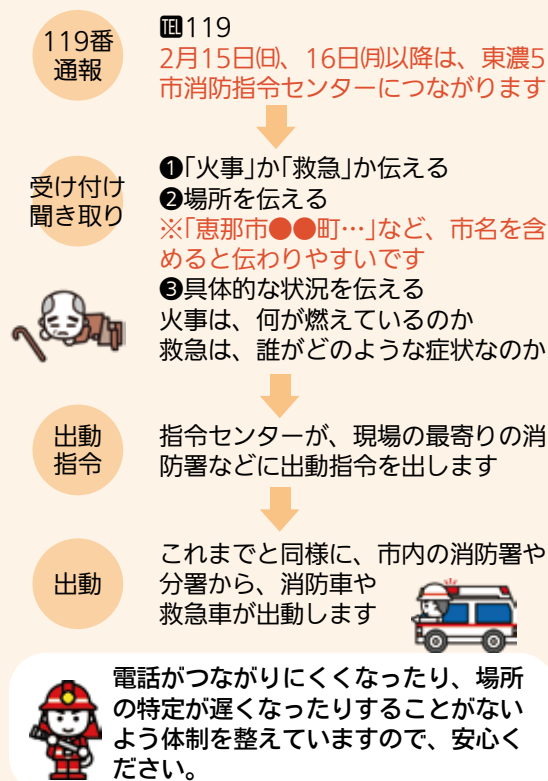 119番
通報
℡119
2月15日㈰、16日㈪以降は、東濃5
市消防指令センターにつながります
受け付け
聞き取り
❶「火事」か「救急」か伝える
❷場所を伝える
※「恵那市●●町…」など、市名を含
めると伝わりやすいです
❸具体的な状況を伝える
火事は、何が燃えているのか
救急は、誰がどのような症状なのか
出動
指令
指令センターが、現場の最寄りの消
防署などに出動指令を出します
出動
これまでと同様に、市内の消防署や
分署から、消防車や
救急車が出動します
電話がつながりにくくなったり、場所
の特定が遅くなったりすることがない
よう体制を整えていますので、安心く
ださい。